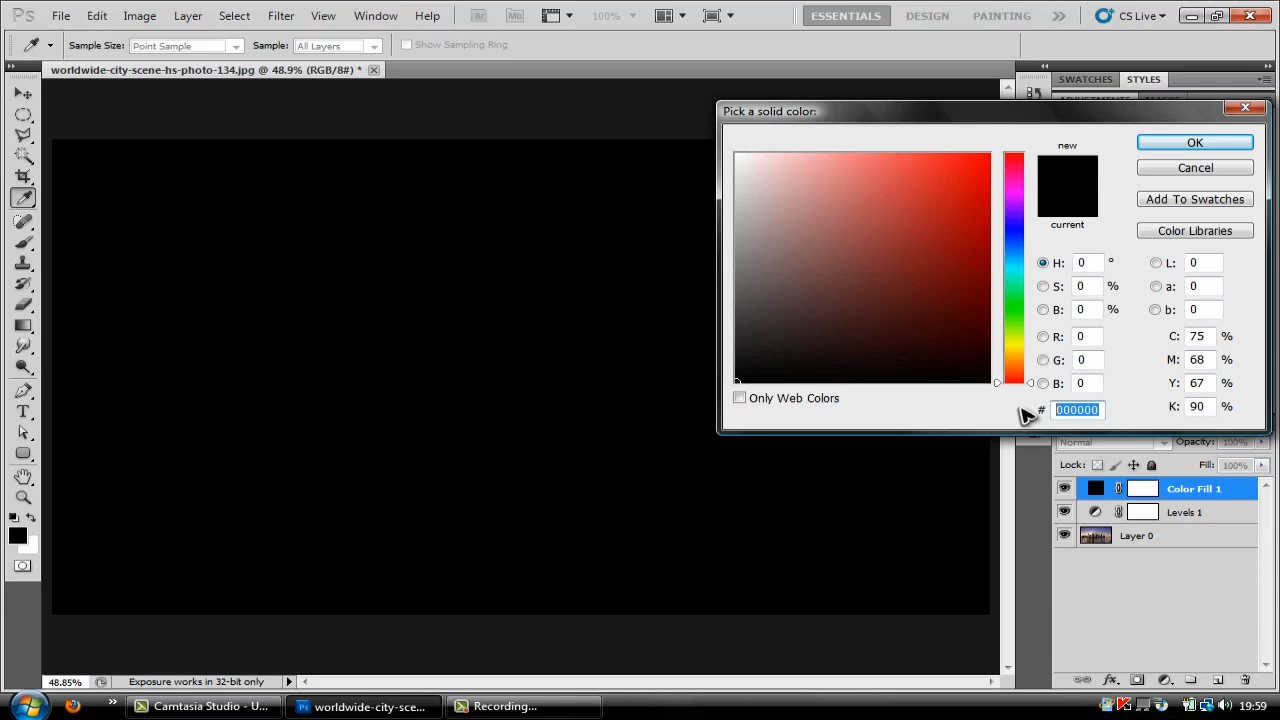 Ps File Edit Image Layer Select Filter Analysis View Window Help Br Mb 100% ESSENTIALS DESIGN PAINTING CS Live
Sample Size: Point Sample Sample: All Layers Show Sampling Ring
worldwide-city-scene-hs-photo-134.jpg @ 48.9% (RGB/8#) *
SWATCHES STYLES
Pick a solid color:
new
OK
Cancel
Add To Swatches
current
Color Libraries
H: 0 ° L: 0
S: 0 % a: 0
B: 0 % b: 0
R: 0 C: 75 %
G: 0 M: 68 %
B: 0 Y: 67 %
Only Web Colors
# 000000 K: 90 %
Normal Opacity: 100%
Lock: Fill: 100%
Color Fill 1
Levels 1
Layer 0
T
48.85% Exposure works in 32-bit only
Camtasia Studio - U... Ps worldwide-city-sce... Recording... 19:59